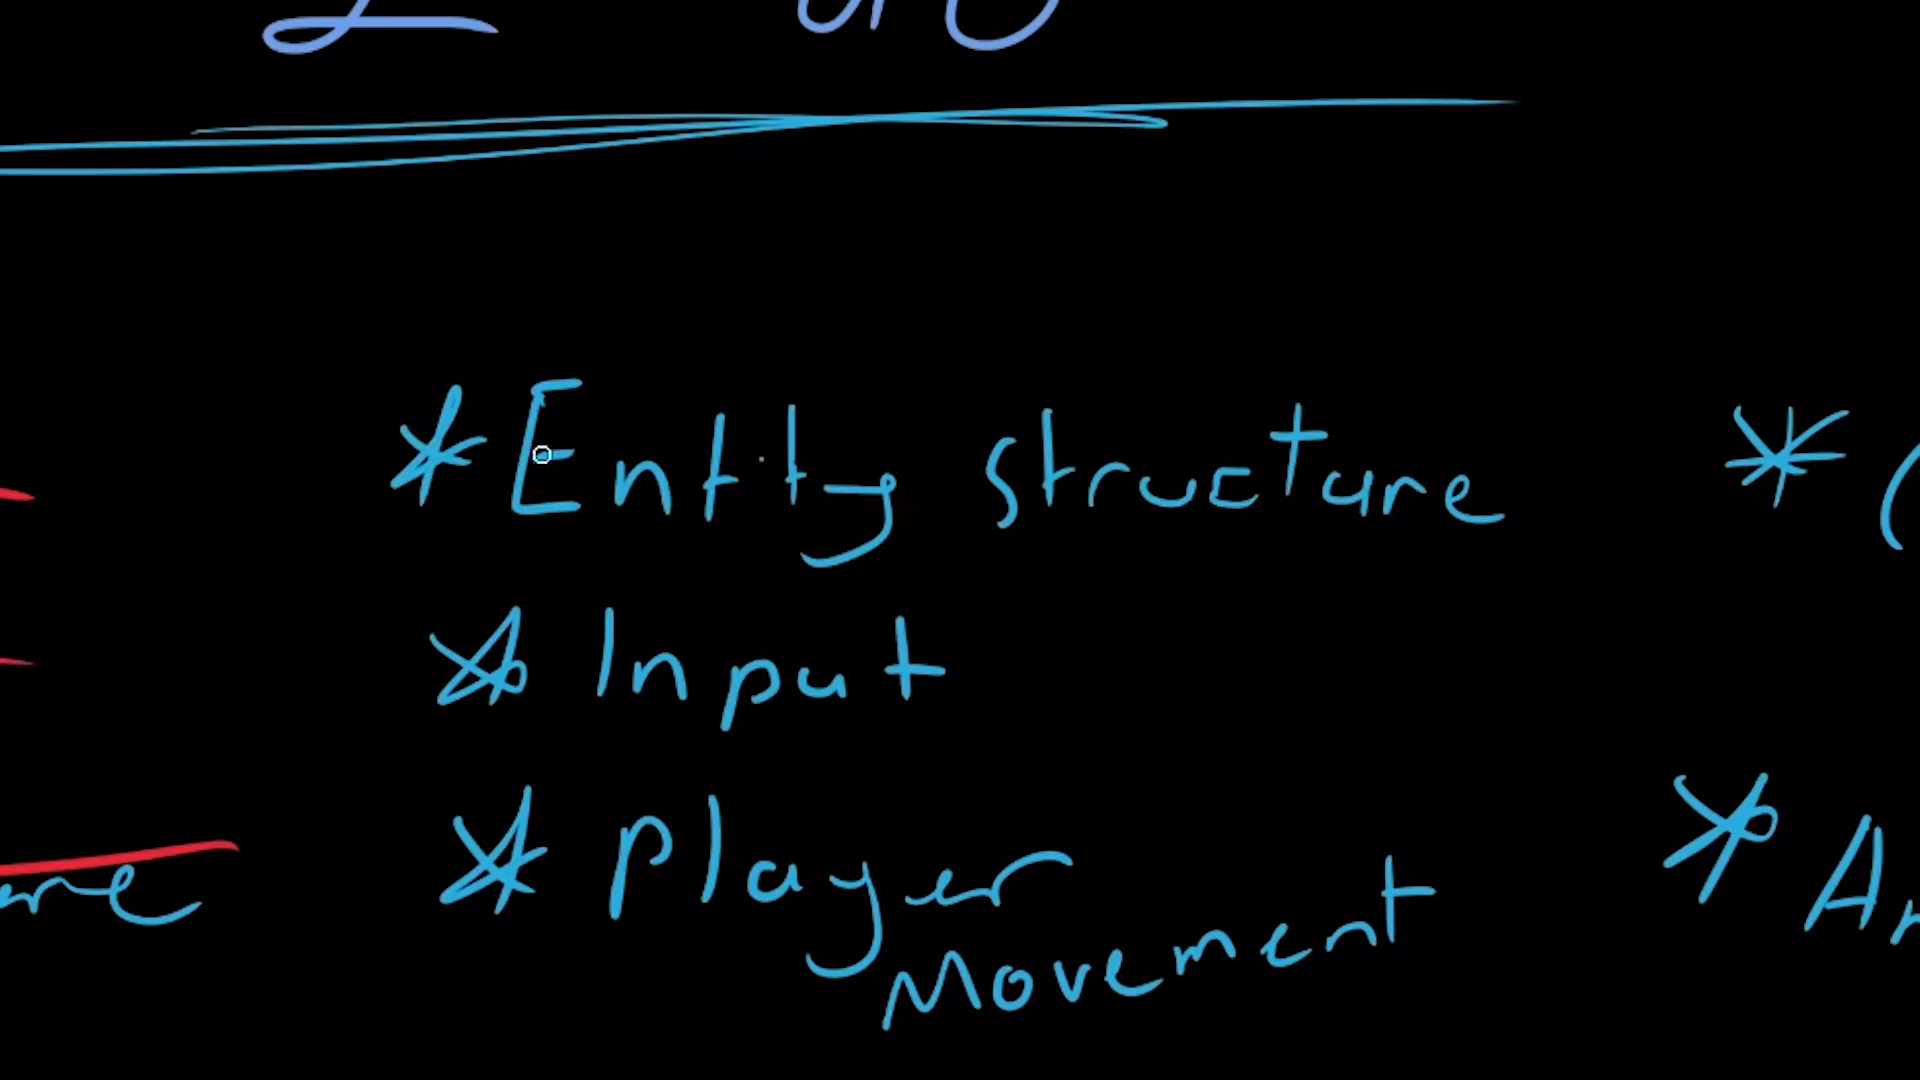 * Entity Structure
* Input
* Player
Movement